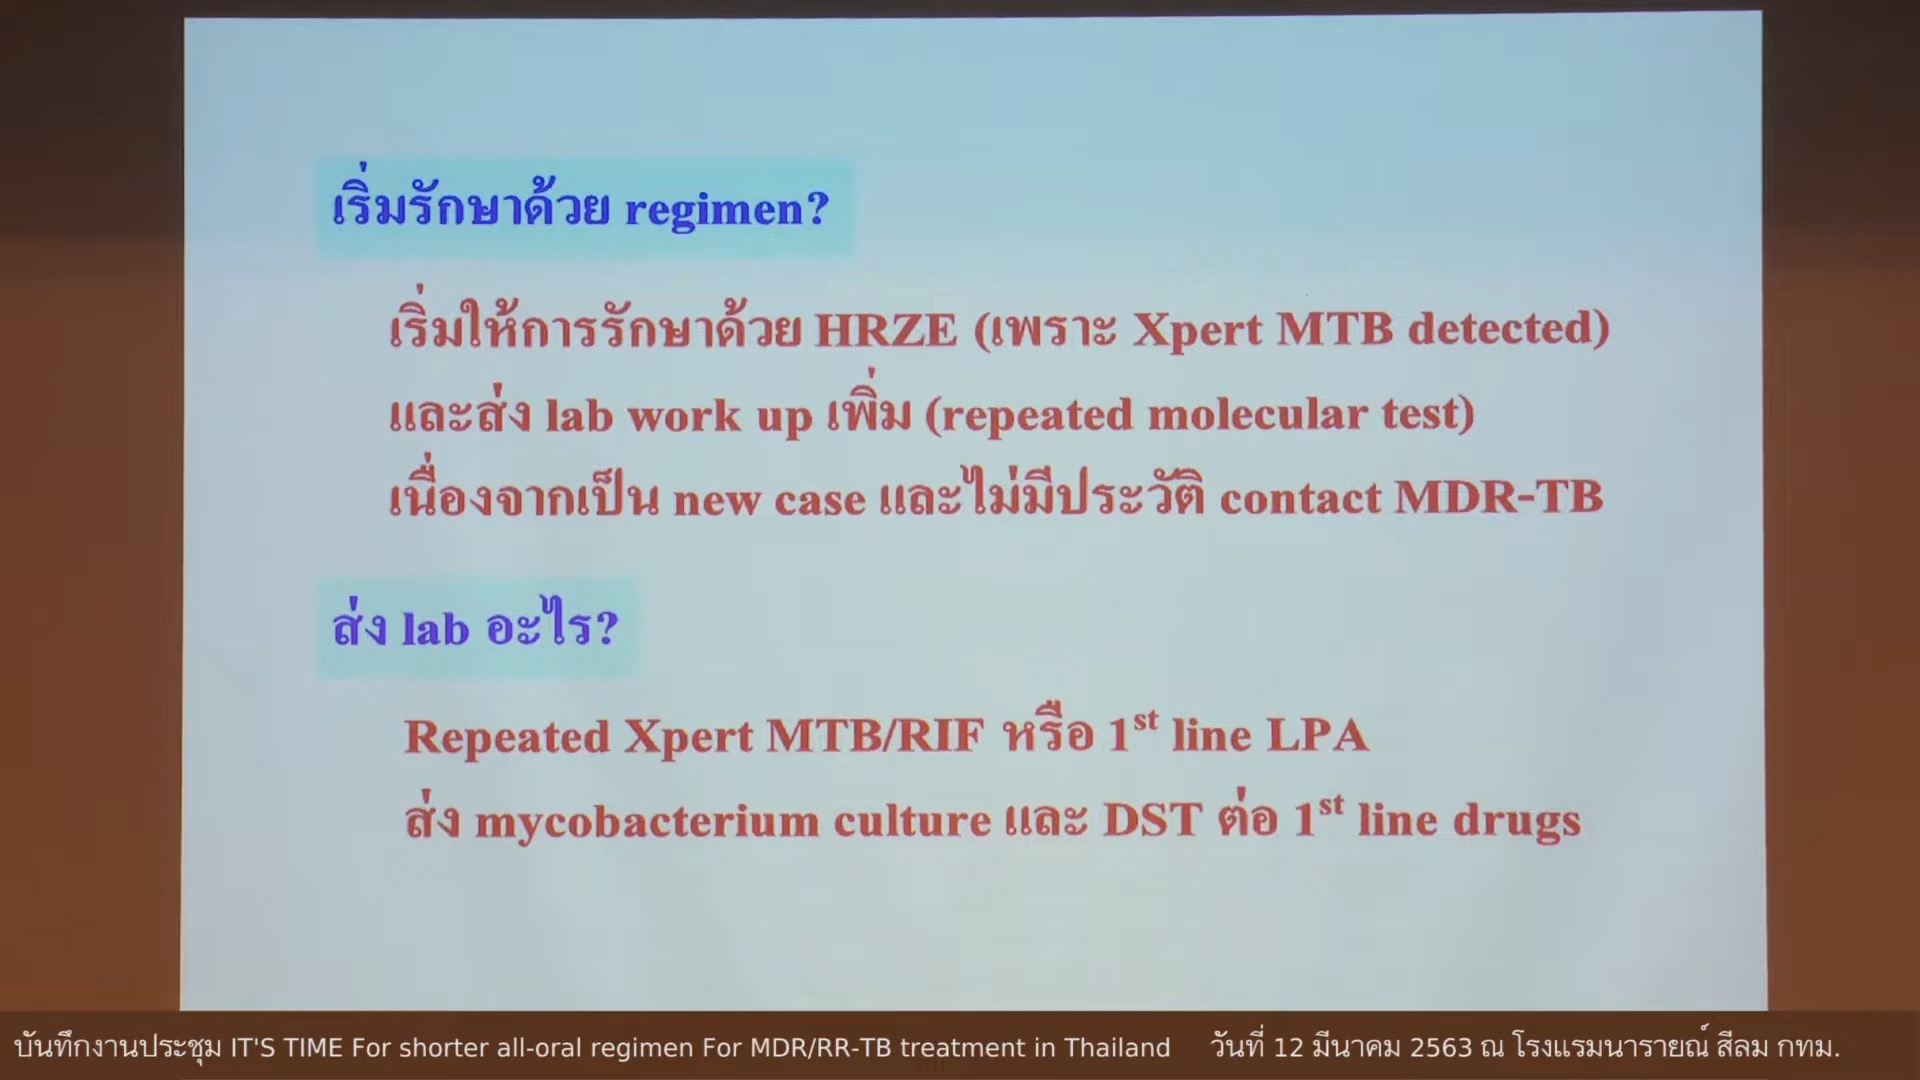 เริ่มรักษาด้วย regimen?
เริ่มให้การรักษาด้วย HRZE (เพราะ Xpert MTB detected)
และส่ง lab work up เพิ่ม (repeated molecular test)
เนื่องจากเป็น new case และไม่มีประวัติ contact MDR-TB
ส่ง lab อะไร?
Repeated Xpert MTB/RIF หรือ 1st line LPA
ส่ง mycobacterium culture และ DST ต่อ 1st line drugs
บันทึกงานประชุม IT'S TIME For shorter all-oral regimen For MDR/RR-TB treatment in Thailand วันที่ 12 มีนาคม 2563 ณ โรงแรมนารายณ์ สีลม กทม.